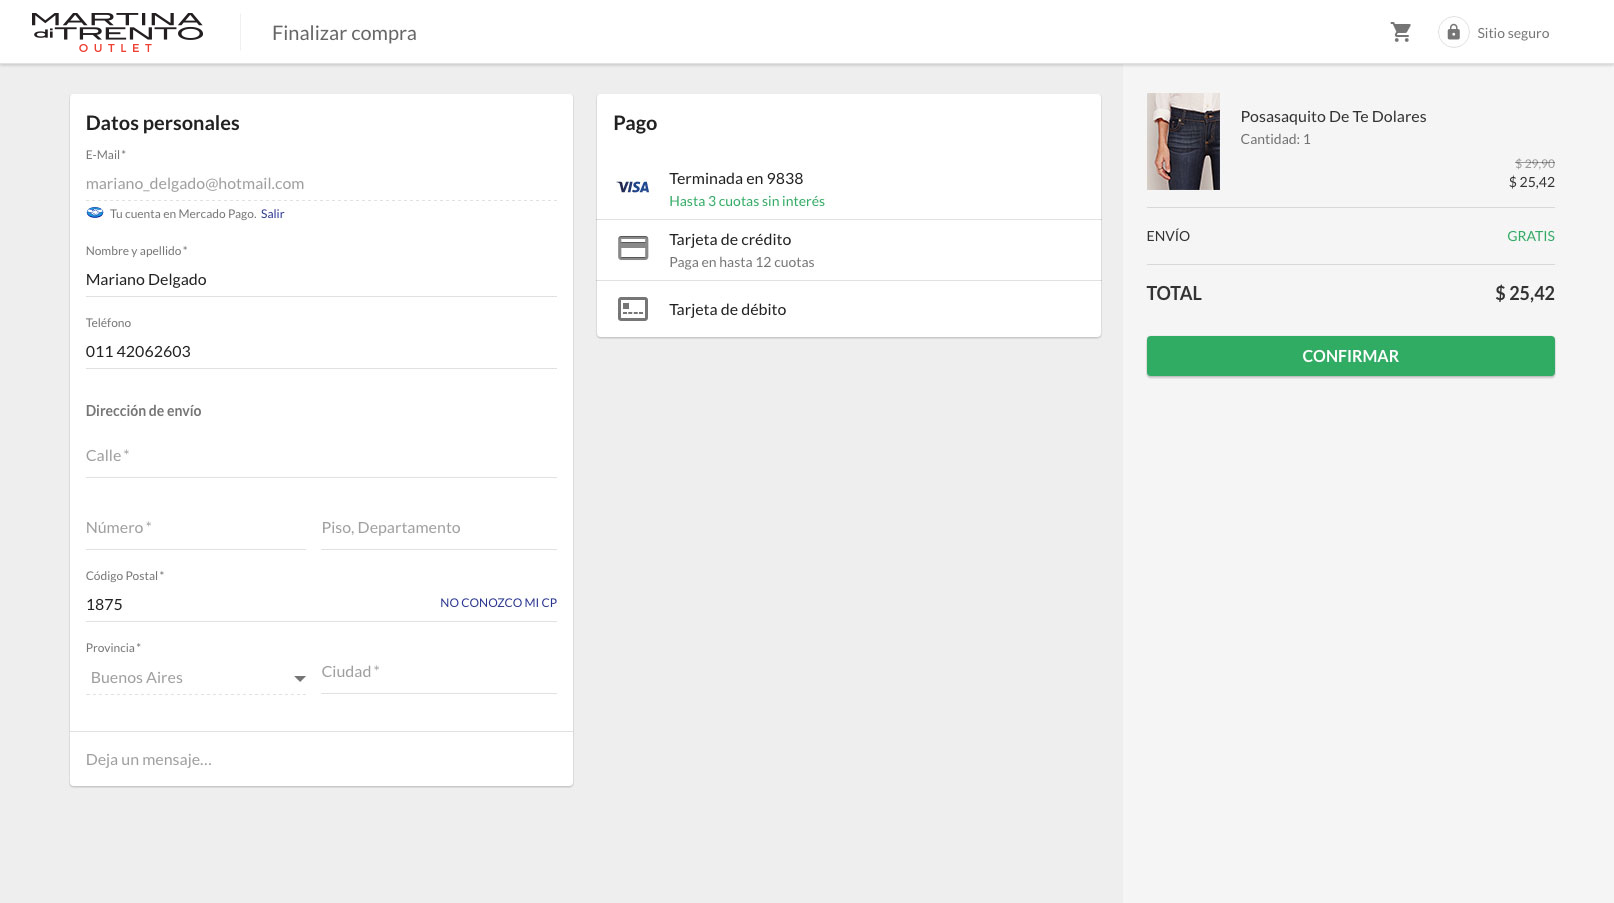 MARTINA
di TRENTO
OUTLET
Finalizar compra
Sitio seguro
Datos personales
E-Mail*
mariano_delgado@hotmail.com
Tu cuenta en Mercado Pago. Salir
Nombre y apellido*
Mariano Delgado
Teléfono
011 42062603
Dirección de envío
Calle*
Número*
Piso, Departamento
Código Postal*
1875
NO CONOZCO MI CP
Provincia*
Buenos Aires
Ciudad*
Deja un mensaje...
Pago
VISA
Terminada en 9838
Hasta 3 cuotas sin interés
Tarjeta de crédito
Paga en hasta 12 cuotas
Tarjeta de débito
Posasaquito De Te Dolares
Cantidad: 1
$ 29,90
$ 25,42
ENVÍO
GRATIS
TOTAL
$ 25,42
CONFIRMAR